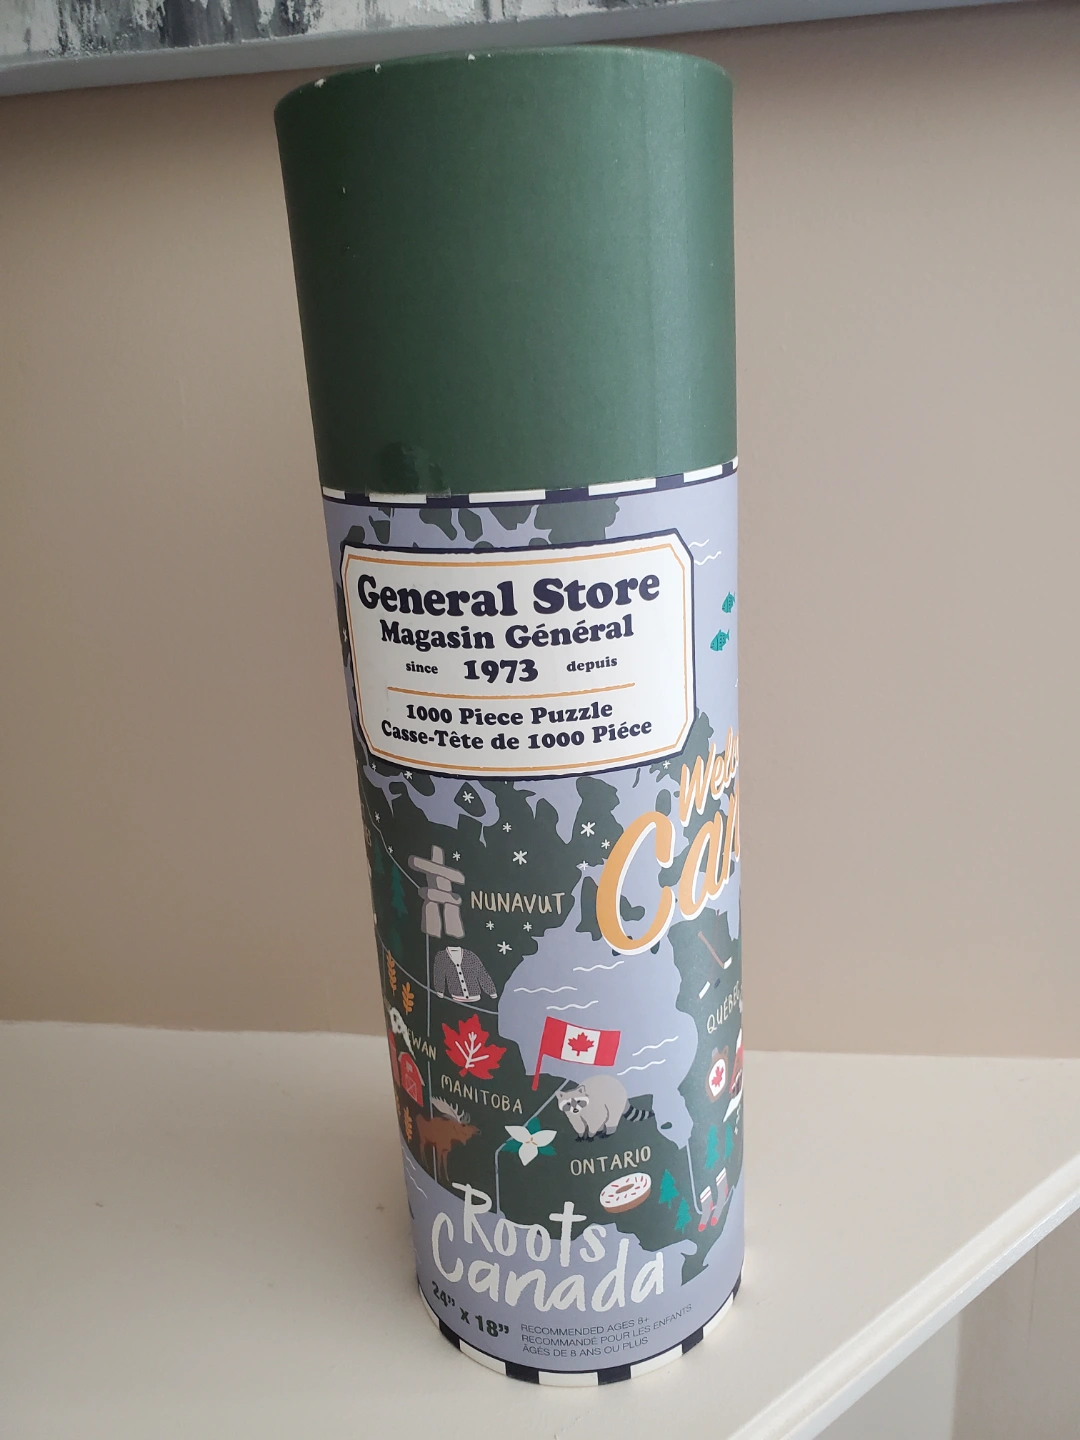 General Store
Magasin Général
since 1973 depuis
1000 Piece Puzzle
Casse-Tête de 1000 Piéce
Can
NUNAVUT
QUÉBEC
MANITOBA
ONTARIO
Roots
Canada
24" x 18"
RECOMMENDED AGES 8+
RECOMMANDÉ POUR LES ENFANTS
ÂGÉS DE 8 ANS OU PLUS